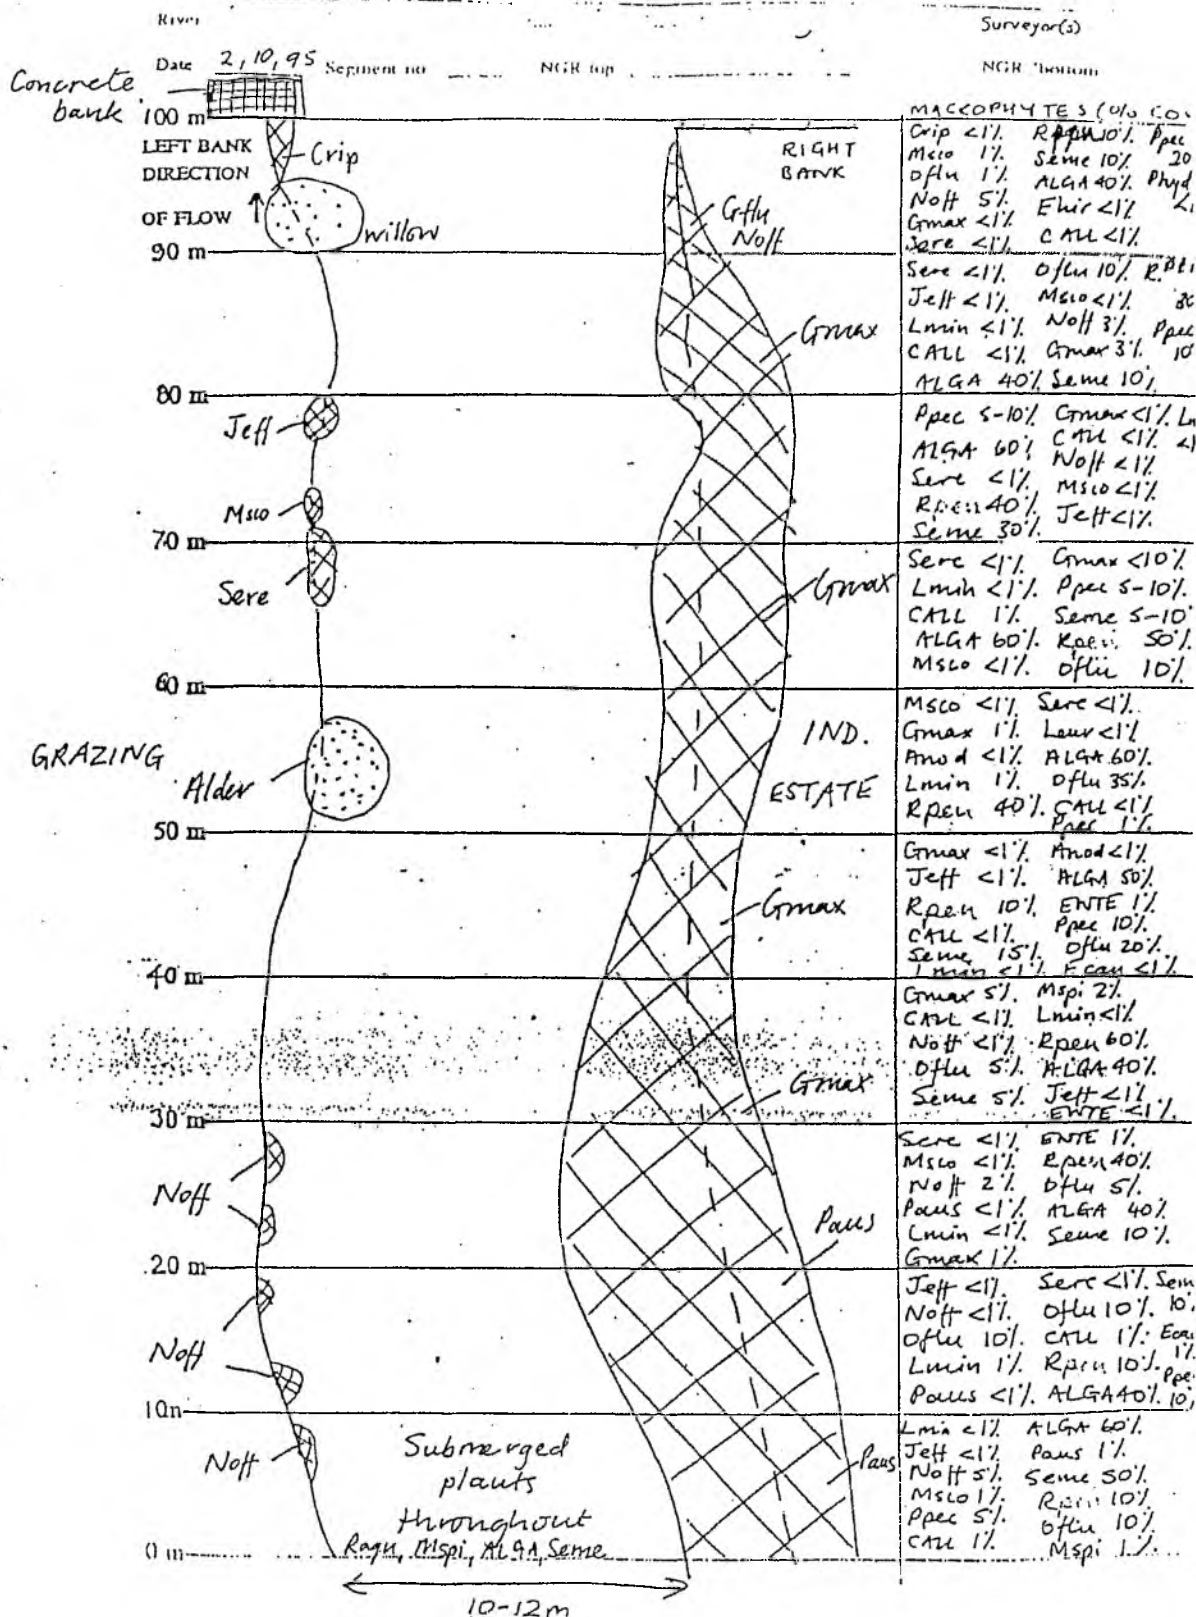 River
Surveyor(s)
Date 2,10,95 Segment no NGR top NGR bottom
Concrete
bank
100 m
LEFT BANK
DIRECTION
OF FLOW
Crip
willow
RIGHT
BANK
Gflu
Noff
MACROPHYTES (%
Crip <1% 10% Ppec
Msco 1% Seme 10% 20
Oflu 1% ALGA 40% Phyd
Noff 5% Ehir <1%
Gmax <1% CALL <1%
Sere <1%
90 m
Gmax
Sere <1% Oflu 10%
Jeff <1% Msco <1%
Lmin <1% Noff 3% Ppec
CALL <1% Gmax 3% 10
ALGA 40% Seme 10%
80 m
Jeff
Msco
Ppec 5-10% Gmax <1%
ALGA 60% CALL <1%
Sere <1% Noff <1%
Rpen 40% Msco <1%
Seme 30% Jeff <1%
70 m
Sere
Gmax
Sere <1% Gmax <10%
Lmin <1% Ppec 5-10%
CALL 1% Seme 5-10
ALGA 60% Rpen 50%
Msco <1% Oflu 10%
60 m
GRAZING
Alder
IND.
ESTATE
Msco <1% Sere <1%
Gmax 1% <1%
Anod <1% ALGA 60%
Lmin 1% Oflu 35%
Rpen 40% CALL <1%
Ppec 1%
50 m
Gmax
Gmax <1% Anod <1%
Jeff <1% ALGA 50%
Rpen 10% ENTE 1%
CALL <1% Ppec 10%
Seme 15% Oflu 20%
Lmin <1% Ecan <1%
40 m
Gmax
Gmax 5% Mspi 2%
CALL <1% Lmin <1%
Noff <1% Rpen 60%
Oflu 5% ALGA 40%
Seme 5% Jeff <1%
ENTE <1%
30 m
Noff
Paus
Sere <1% ENTE 1%
Msco <1% Rpen 40%
Noff 2% Oflu 5%
Paus <1% ALGA 40%
Lmin <1% Seme 10%
Gmax 1%
20 m
Noff
Noff
Jeff <1% Sere <1% Sem
Noff <1% Oflu 10% 10
Oflu 10% CALL 1% Ecan
Lmin 1% Rpen 10% 1%
Paus <1% ALGA 40% Ppe 10
10m
Noff
Submerged
plants
throughout
Ragu, Mspi, ALGA, Seme
Paus
Lmin <1% ALGA 60%
Jeff <1% Paus 1%
Noff 5% Seme 50%
Msco 1% Rpen 10%
Ppec 5% Oflu 10%
CALL 1% Mspi 1%
0 m
10-12m